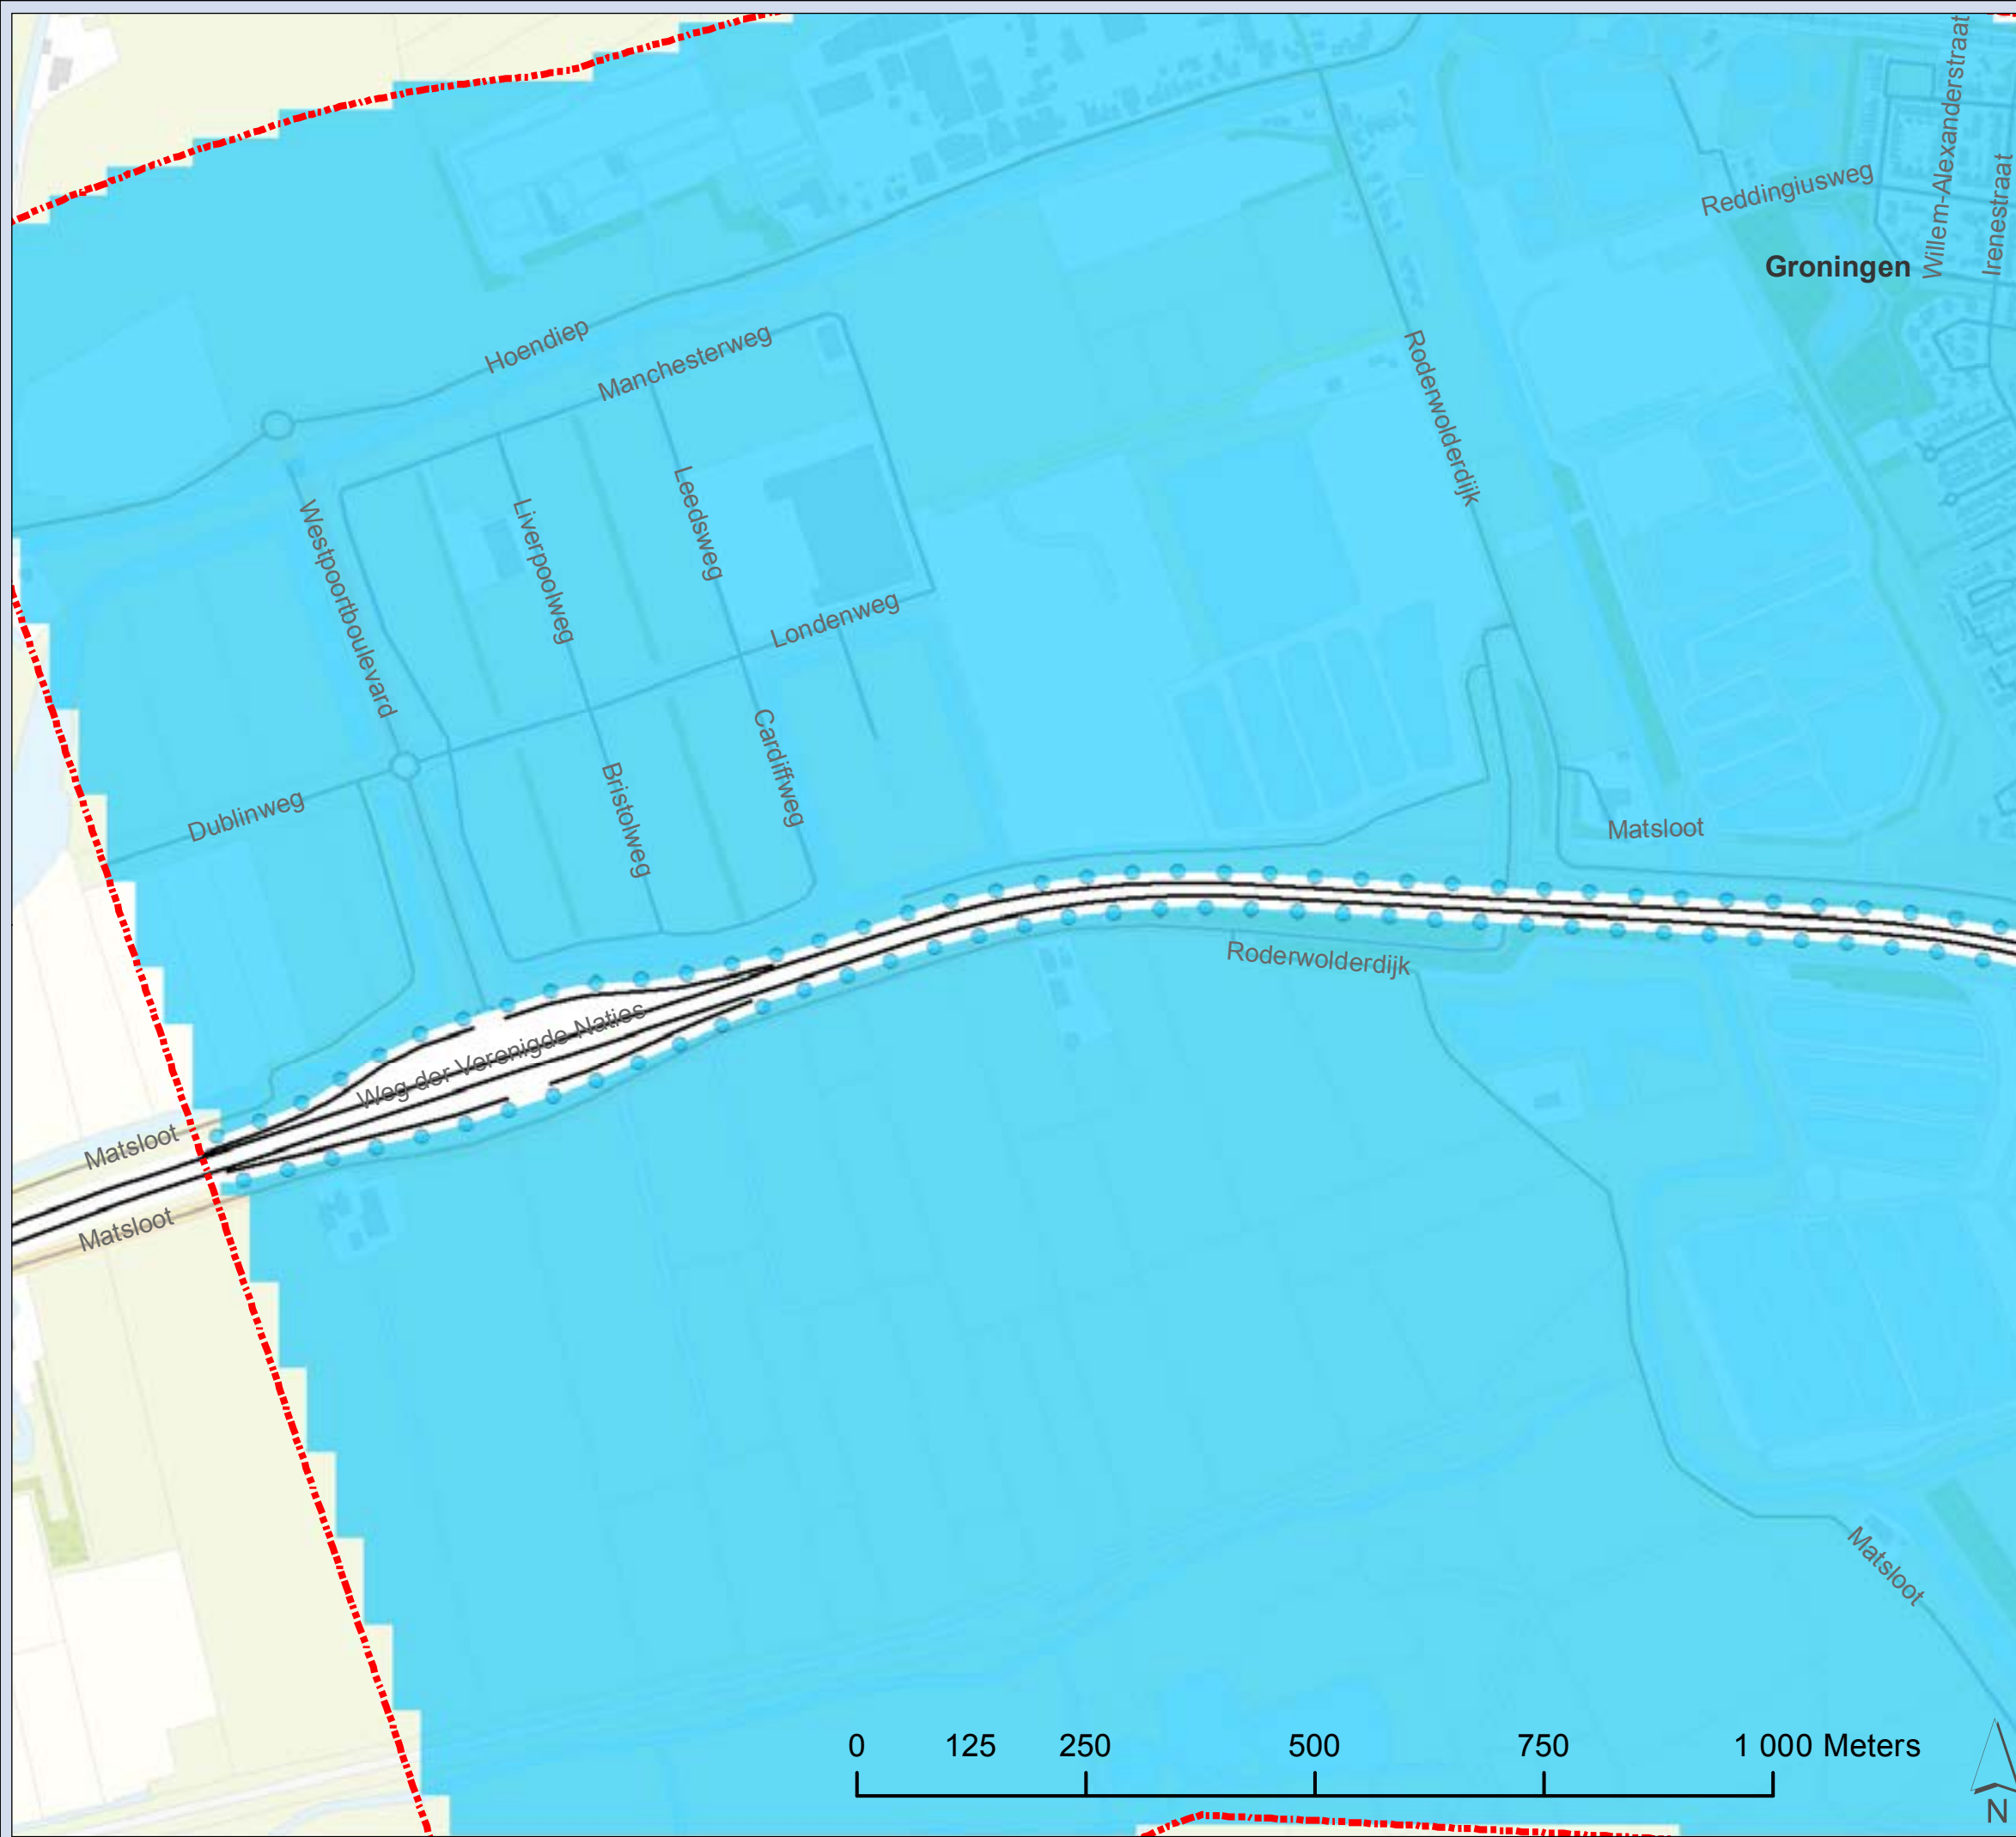 Willem-Alexanderstraat
Irenestraat
Reddingiusweg
Groningen
Hoendiep
Manchesterweg
Roderwolderdijk
Westpoortboulevard
Liverpoolweg
Leedsweg
Londenweg
Dublinweg
Bristolweg
Cardiffweg
Matsloot
Roderwolderdijk
Weg der Verenigde Naties
Matsloot
Matsloot
Matsloot
0 125 250 500 750 1 000 Meters
N